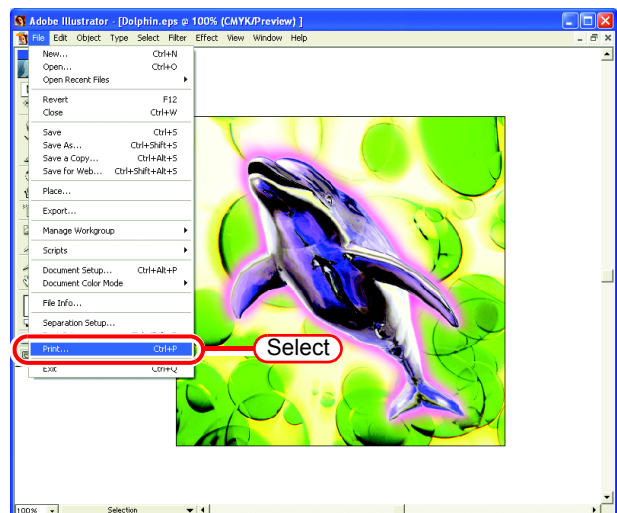 Adobe Illustrator - [Dolphin.eps @ 100% (CMYK/Preview) ]
File Edit Object Type Select Filter Effect View Window Help
New... Ctrl+N
Open... Ctrl+O
Open Recent Files
Revert F12
Close Ctrl+W
Save Ctrl+S
Save As... Ctrl+Shift+S
Save a Copy... Ctrl+Alt+S
Save for Web... Ctrl+Shift+Alt+S
Place...
Export...
Manage Workgroup
Scripts
Document Setup... Ctrl+Alt+P
Document Color Mode
File Info...
Separation Setup...
Print... Ctrl+P
Select
Exit Ctrl+Q
100% Selection